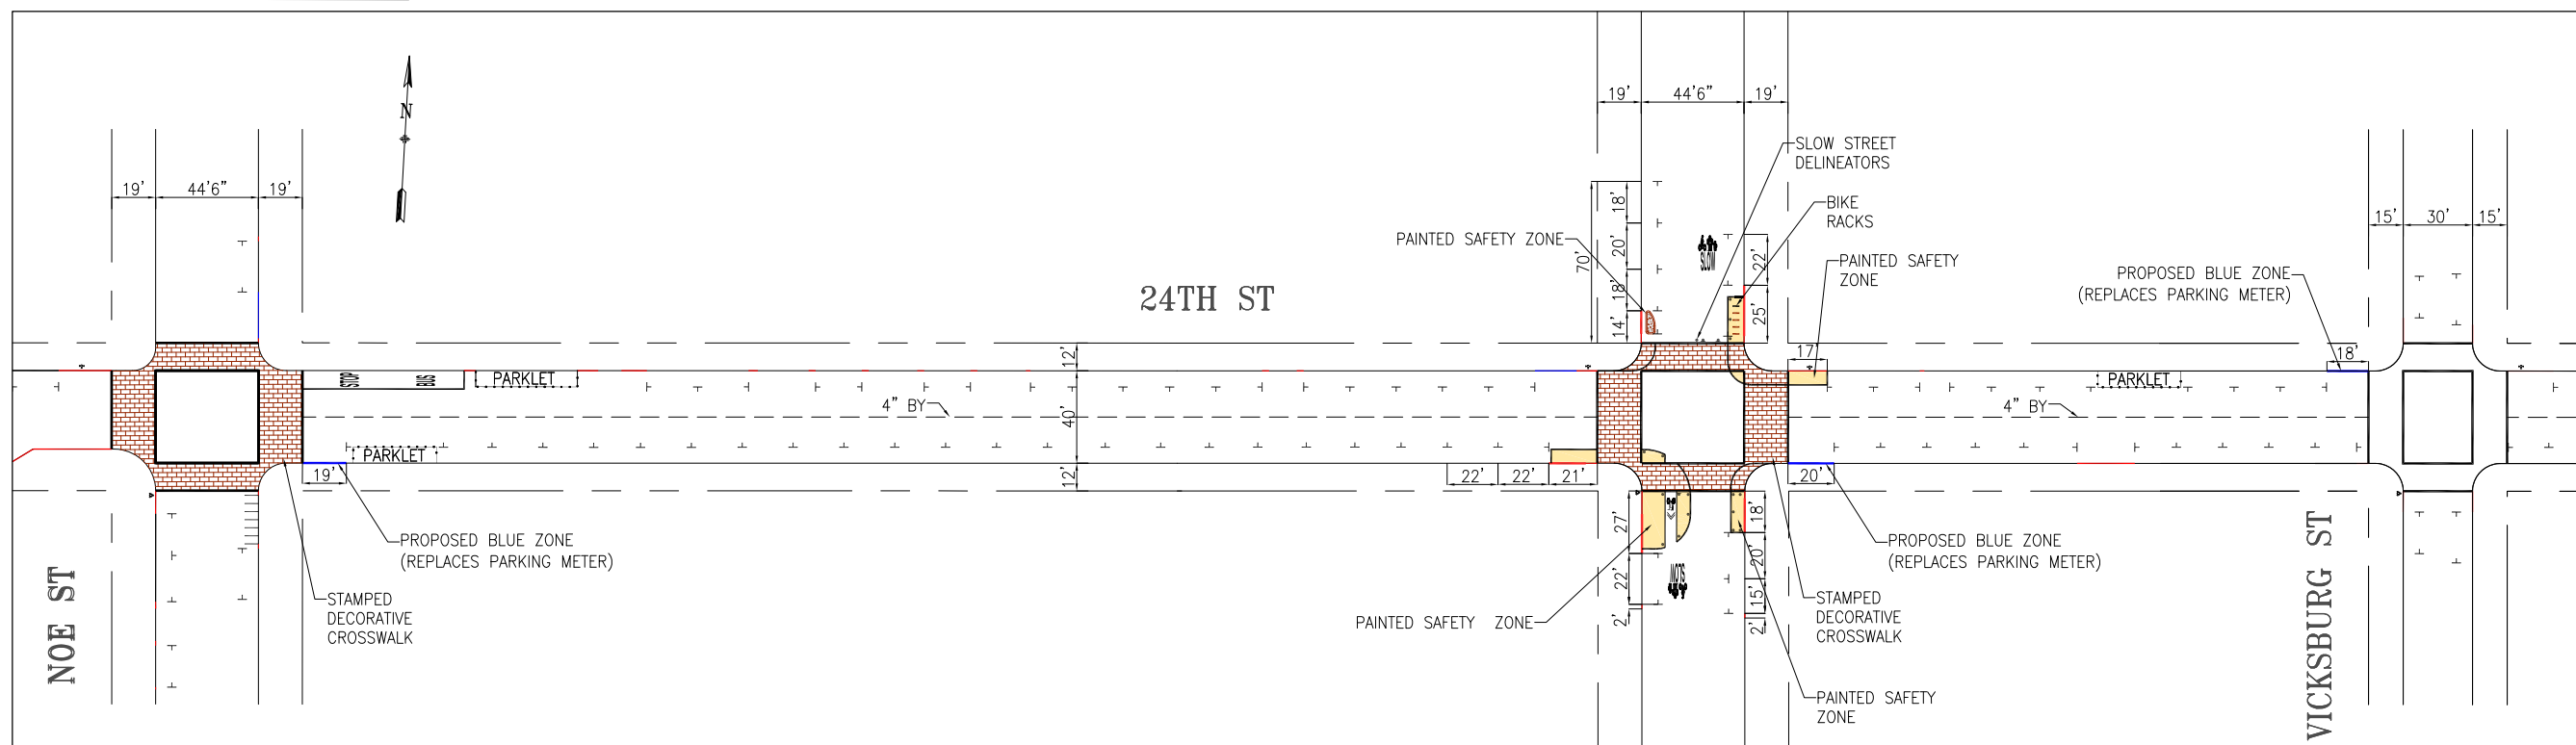 19' 44'6" 19'
SLOW STREET
DELINEATORS
N
BIKE
RACKS
19' 44'6" 19'
18'
15' 30' 15'
PAINTED SAFETY ZONE
20'
70'
SLOW
22'
PAINTED SAFETY
ZONE
PROPOSED BLUE ZONE
(REPLACES PARKING METER)
24TH ST
18'
25'
14'
12'
17'
18'
STOP
BUS
PARKLET
PARKLET
4" BY
40'
4" BY
PARKLET
19'
12'
22' 22' 21'
20'
27'
18'
PROPOSED BLUE ZONE
(REPLACES PARKING METER)
PROPOSED BLUE ZONE
(REPLACES PARKING METER)
20'
22'
SLOW
15'
NOE ST
STAMPED
DECORATIVE
CROSSWALK
STAMPED
DECORATIVE
CROSSWALK
VICKSBURG ST
PAINTED SAFETY ZONE
2'
2'
PAINTED SAFETY
ZONE